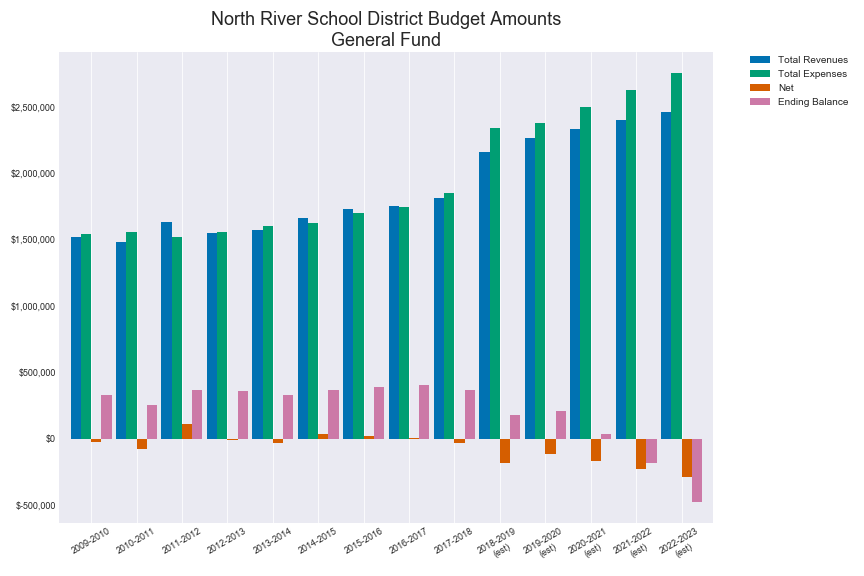 North River School District Budget Amounts
General Fund
Total Revenues
Total Expenses
Net
Ending Balance
$2,500,000
$2,000,000
$1,500,000
$1,000,000
$500,000
$0
$-500,000
2009-2010
2010-2011
2011-2012
2012-2013
2013-2014
2014-2015
2015-2016
2016-2017
2017-2018
2018-2019
(est)
2019-2020
(est)
2020-2021
(est)
2021-2022
(est)
2022-2023
(est)